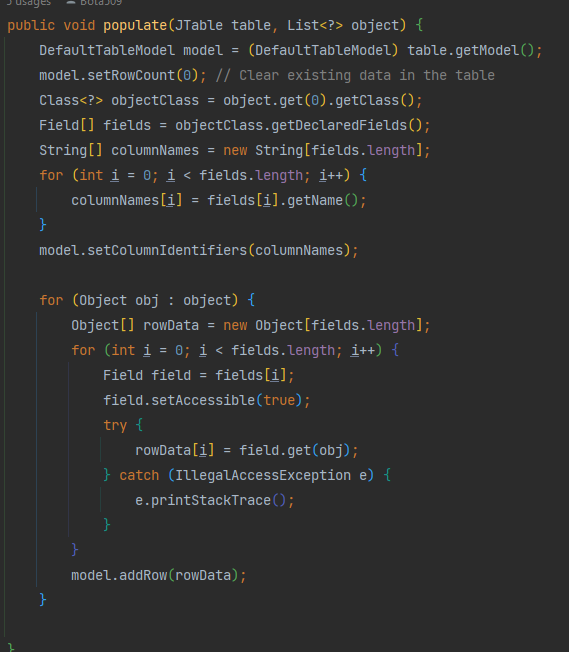 usages Bota509
public void populate(JTable table, List<?> object) {
    DefaultTableModel model = (DefaultTableModel) table.getModel();
    model.setRowCount(0); // Clear existing data in the table
    Class<?> objectClass = object.get(0).getClass();
    Field[] fields = objectClass.getDeclaredFields();
    String[] columnNames = new String[fields.length];
    for (int i = 0; i < fields.length; i++) {
        columnNames[i] = fields[i].getName();
    }
    model.setColumnIdentifiers(columnNames);

    for (Object obj : object) {
        Object[] rowData = new Object[fields.length];
        for (int i = 0; i < fields.length; i++) {
            Field field = fields[i];
            field.setAccessible(true);
            try {
                rowData[i] = field.get(obj);
            } catch (IllegalAccessException e) {
                e.printStackTrace();
            }
        }
        model.addRow(rowData);
    }

}